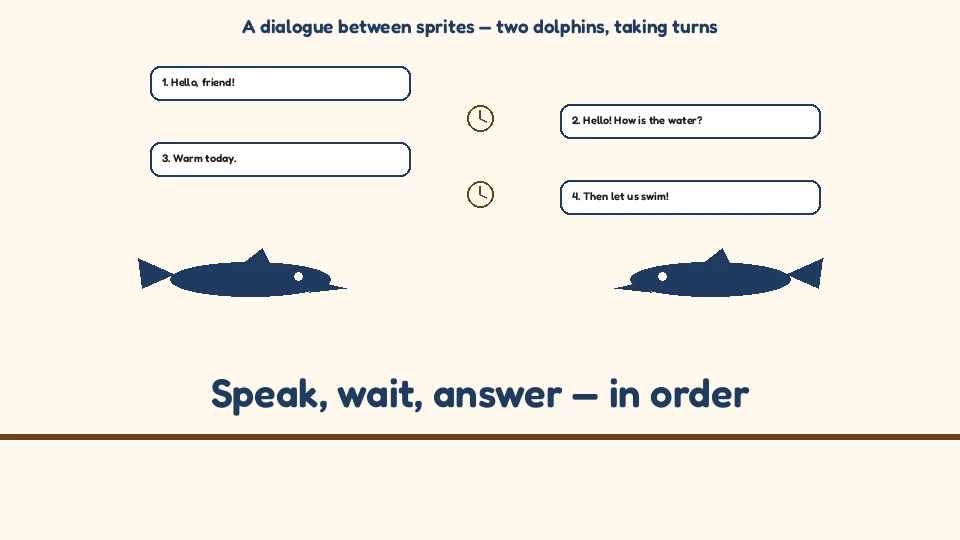 A dialogue between sprites — two dolphins, taking turns
1. Hello, friend!
2. Hello! How is the water?
3. Warm today.
4. Then let us swim!
Speak, wait, answer — in order